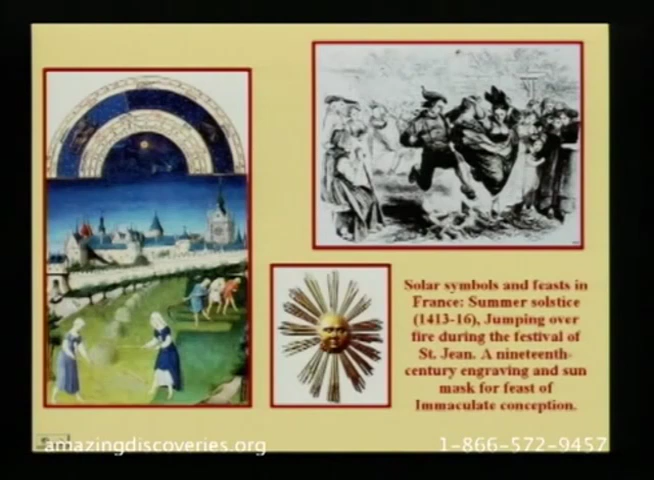 Solar symbols and feasts in
France: Summer solstice
(1413-16), Jumping over
fire during the festival of
St. Jean. A nineteenth-
century engraving and sun
mask for feast of
Immaculate conception.
amazingdiscoveries.org
1-866-572-9457